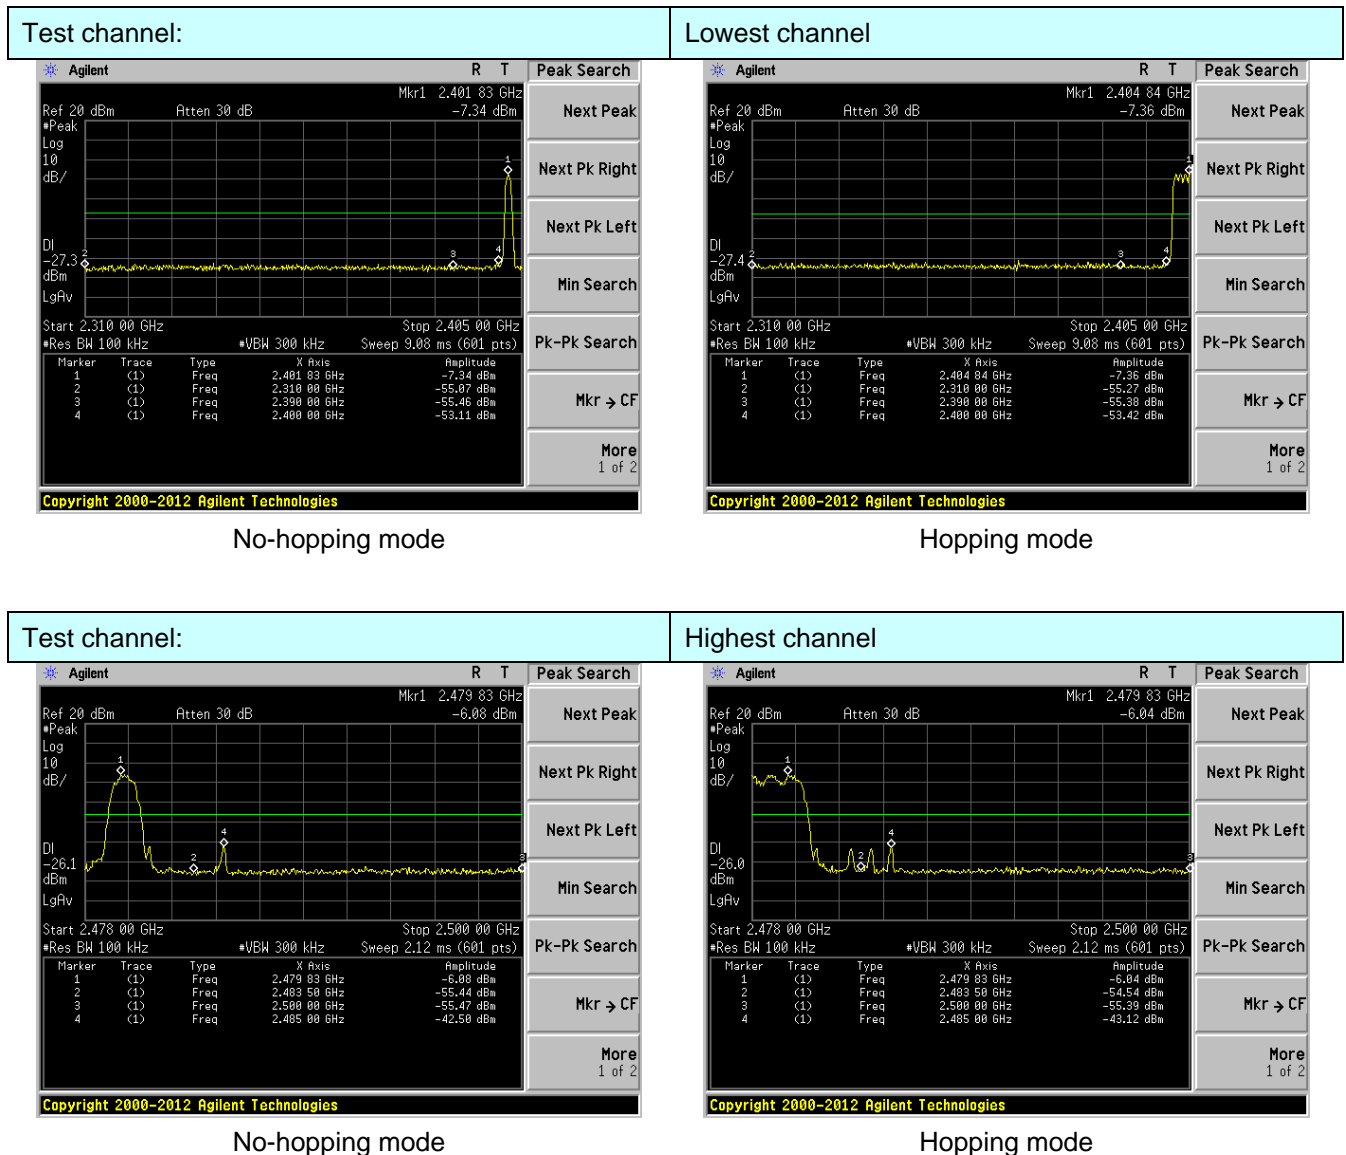 Test channel: Lowest channel
Agilent R T Peak Search
Mkr1 2.401 83 GHz
Ref 20 dBm Atten 30 dB -7.34 dBm
#Peak
Log
10
dB/
1
2
3
4
DI
-27.3
dBm
LgAv
Start 2.310 00 GHz Stop 2.405 00 GHz
#Res BW 100 kHz #VBW 300 kHz Sweep 9.08 ms (601 pts)
Marker Trace Type X Axis Amplitude
1 (1) Freq 2.401 83 GHz -7.34 dBm
2 (1) Freq 2.310 00 GHz -55.07 dBm
3 (1) Freq 2.390 00 GHz -55.46 dBm
4 (1) Freq 2.400 00 GHz -53.11 dBm
Next Peak
Next Pk Right
Next Pk Left
Min Search
Pk-Pk Search
Mkr → CF
More
1 of 2
Copyright 2000-2012 Agilent Technologies
No-hopping mode
Agilent R T Peak Search
Mkr1 2.404 84 GHz
Ref 20 dBm Atten 30 dB -7.36 dBm
#Peak
Log
10
dB/
1
2
3
4
DI
-27.4
dBm
LgAv
Start 2.310 00 GHz Stop 2.405 00 GHz
#Res BW 100 kHz #VBW 300 kHz Sweep 9.08 ms (601 pts)
Marker Trace Type X Axis Amplitude
1 (1) Freq 2.404 84 GHz -7.36 dBm
2 (1) Freq 2.310 00 GHz -55.27 dBm
3 (1) Freq 2.390 00 GHz -55.38 dBm
4 (1) Freq 2.400 00 GHz -53.42 dBm
Next Peak
Next Pk Right
Next Pk Left
Min Search
Pk-Pk Search
Mkr → CF
More
1 of 2
Copyright 2000-2012 Agilent Technologies
Hopping mode
Test channel: Highest channel
Agilent R T Peak Search
Mkr1 2.479 83 GHz
Ref 20 dBm Atten 30 dB -6.08 dBm
#Peak
Log
10
dB/
1
2
4
3
DI
-26.1
dBm
LgAv
Start 2.478 00 GHz Stop 2.500 00 GHz
#Res BW 100 kHz #VBW 300 kHz Sweep 2.12 ms (601 pts)
Marker Trace Type X Axis Amplitude
1 (1) Freq 2.479 83 GHz -6.08 dBm
2 (1) Freq 2.483 50 GHz -55.44 dBm
3 (1) Freq 2.500 00 GHz -55.47 dBm
4 (1) Freq 2.485 00 GHz -42.50 dBm
Next Peak
Next Pk Right
Next Pk Left
Min Search
Pk-Pk Search
Mkr → CF
More
1 of 2
Copyright 2000-2012 Agilent Technologies
No-hopping mode
Agilent R T Peak Search
Mkr1 2.479 83 GHz
Ref 20 dBm Atten 30 dB -6.04 dBm
#Peak
Log
10
dB/
1
2
4
3
DI
-26.0
dBm
LgAv
Start 2.478 00 GHz Stop 2.500 00 GHz
#Res BW 100 kHz #VBW 300 kHz Sweep 2.12 ms (601 pts)
Marker Trace Type X Axis Amplitude
1 (1) Freq 2.479 83 GHz -6.04 dBm
2 (1) Freq 2.483 50 GHz -54.54 dBm
3 (1) Freq 2.500 00 GHz -55.39 dBm
4 (1) Freq 2.485 00 GHz -43.12 dBm
Next Peak
Next Pk Right
Next Pk Left
Min Search
Pk-Pk Search
Mkr → CF
More
1 of 2
Copyright 2000-2012 Agilent Technologies
Hopping mode